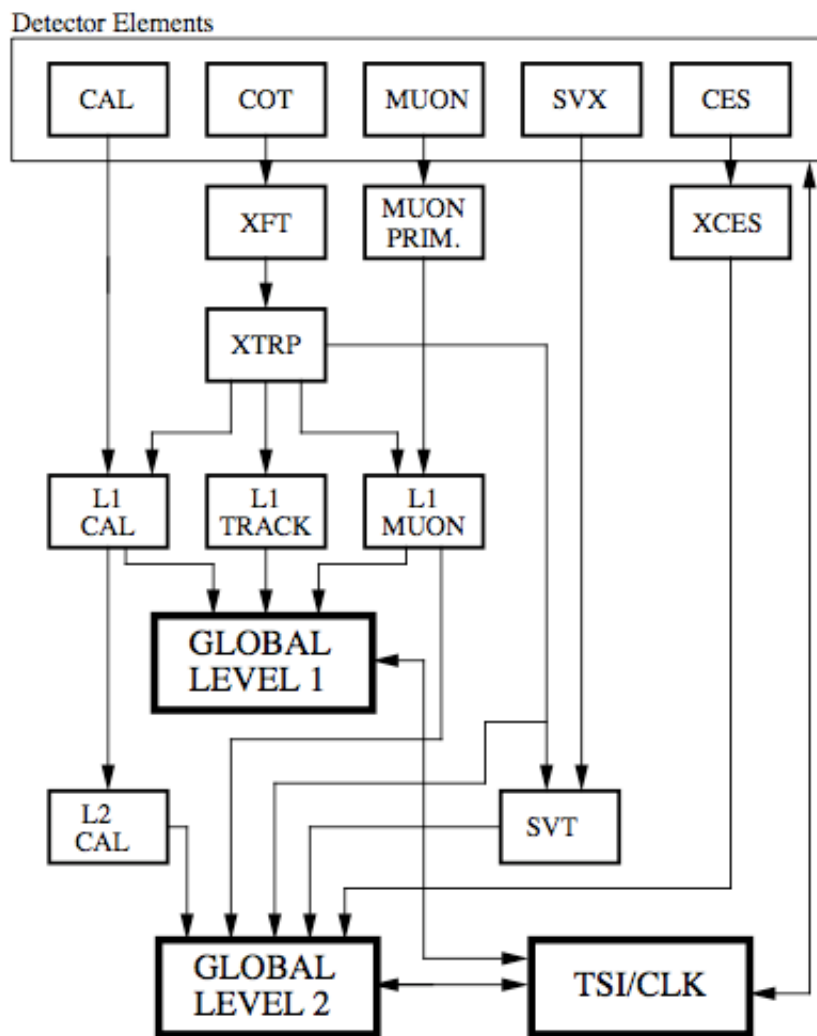 Detector Elements
CAL
COT
MUON
SVX
CES
XFT
MUON
PRIM.
XCES
XTRP
L1
CAL
L1
TRACK
L1
MUON
GLOBAL
LEVEL 1
L2
CAL
SVT
GLOBAL
LEVEL 2
TSI/CLK